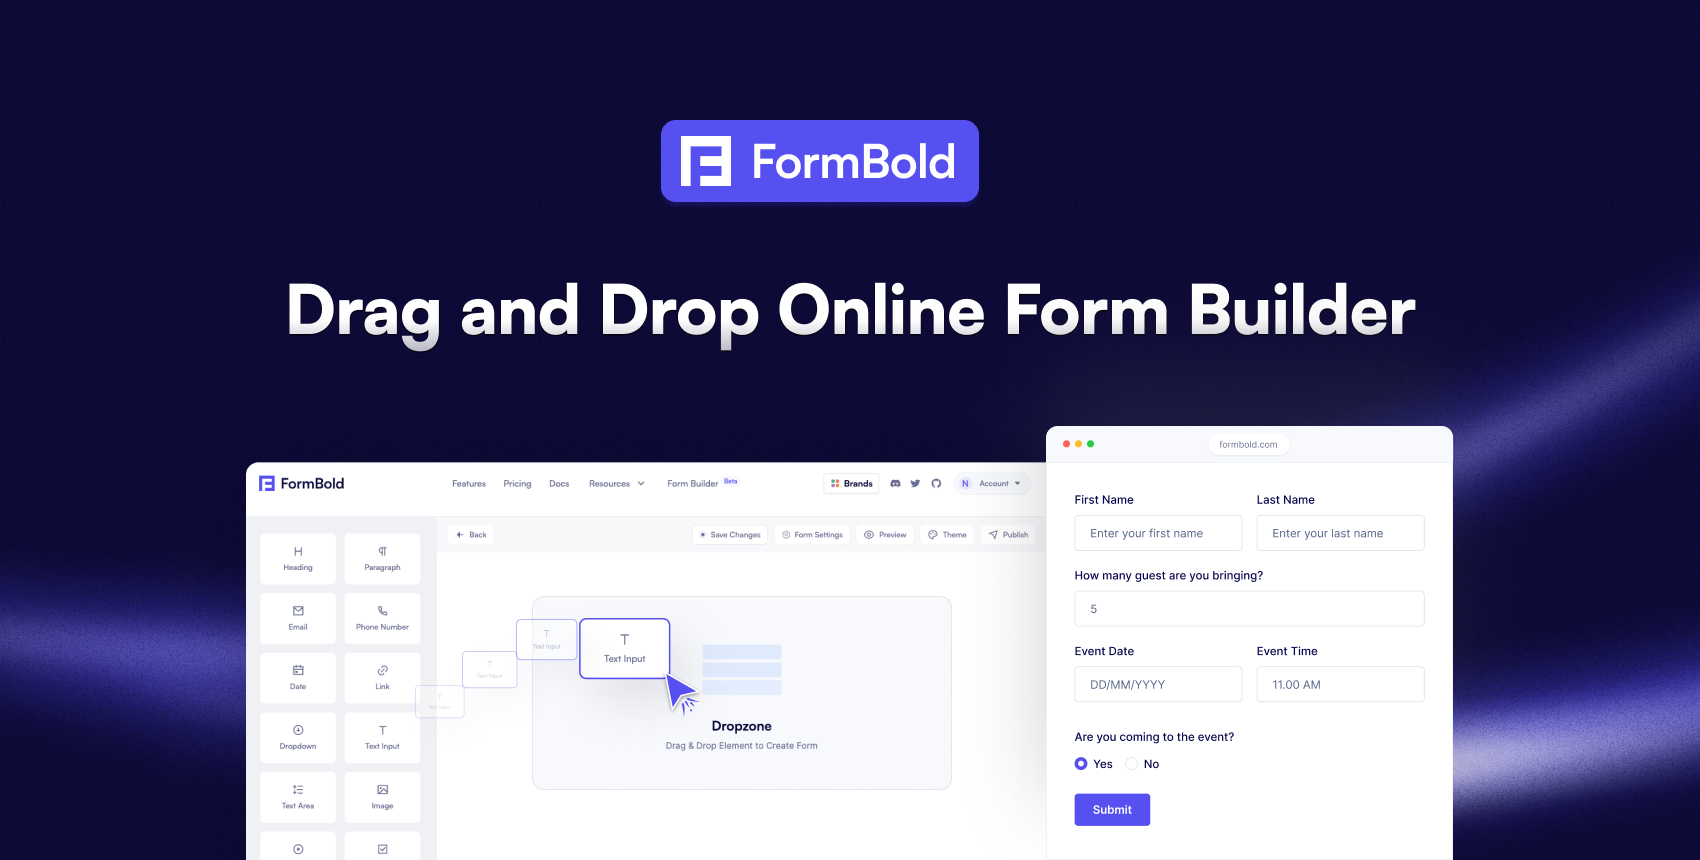 FormBold
Drag and Drop Online Form Builder
FormBold
Features Pricing Docs Resources Form Builder Beta
Brands
N Account
Back
Save Changes Form Settings Preview Theme Publish
Heading Paragraph
Email Phone Number
Date Link
Dropdown Text Input
Text Area Image
Text Input
Text Input
Text Input
Text Input
Dropzone
Drag & Drop Element to Create Form
formbold.com
First Name Last Name
Enter your first name Enter your last name
How many guest are you bringing?
5
Event Date Event Time
DD/MM/YYYY 11.00 AM
Are you coming to the event?
Yes No
Submit